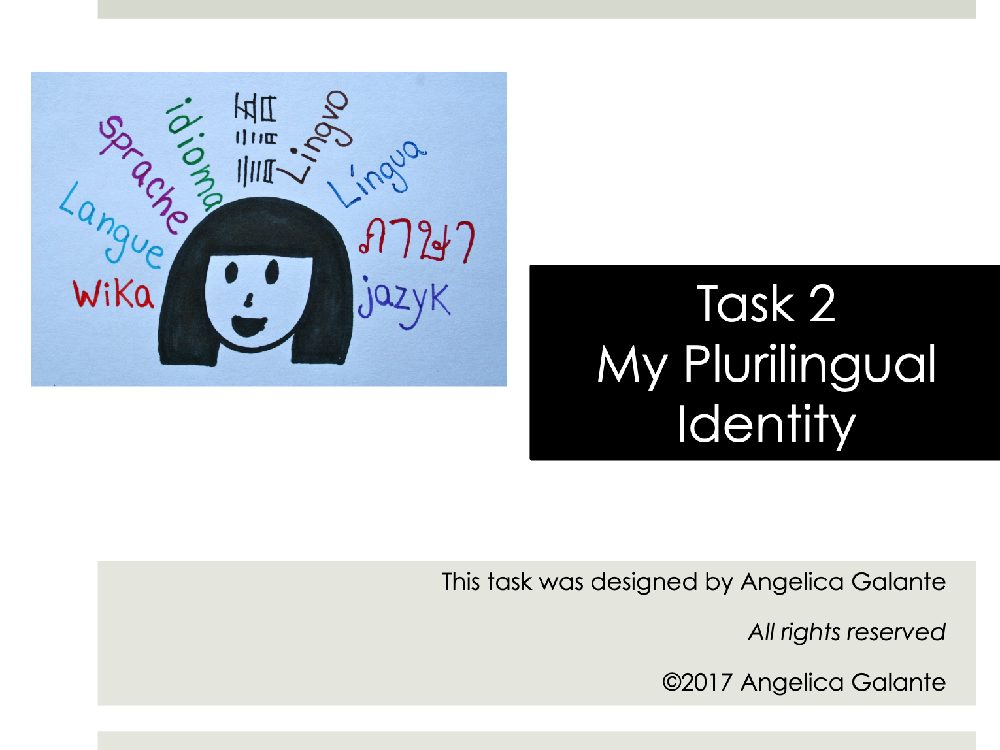 wika
Langue
sprache
idioma
言語
Lingvo
Língua
ภาษา
jazyk
Task 2
My Plurilingual
Identity
This task was designed by Angelica Galante
All rights reserved
©2017 Angelica Galante